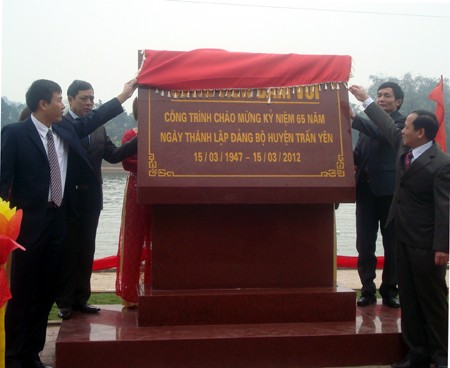 CÔNG TRÌNH CHÀO MỪNG KỶ NIỆM 65 NĂM
NGÀY THÀNH LẬP ĐẢNG BỘ HUYỆN TRẤN YÊN
15 / 03 / 1947 – 15 / 03 / 2012